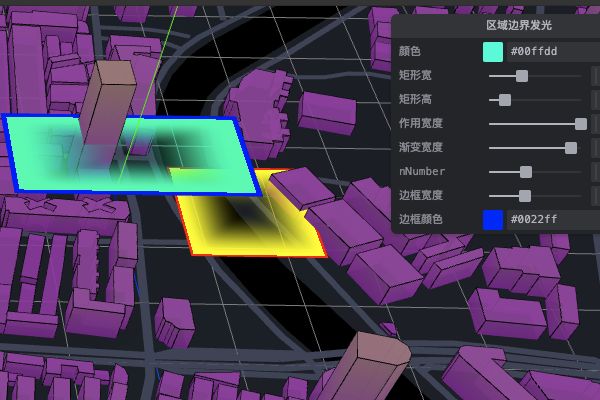 区域边界发光
颜色 #00ffdd
矩形宽
矩形高
作用宽度
渐变宽度
nNumber
边框宽度
边框颜色 #0022ff